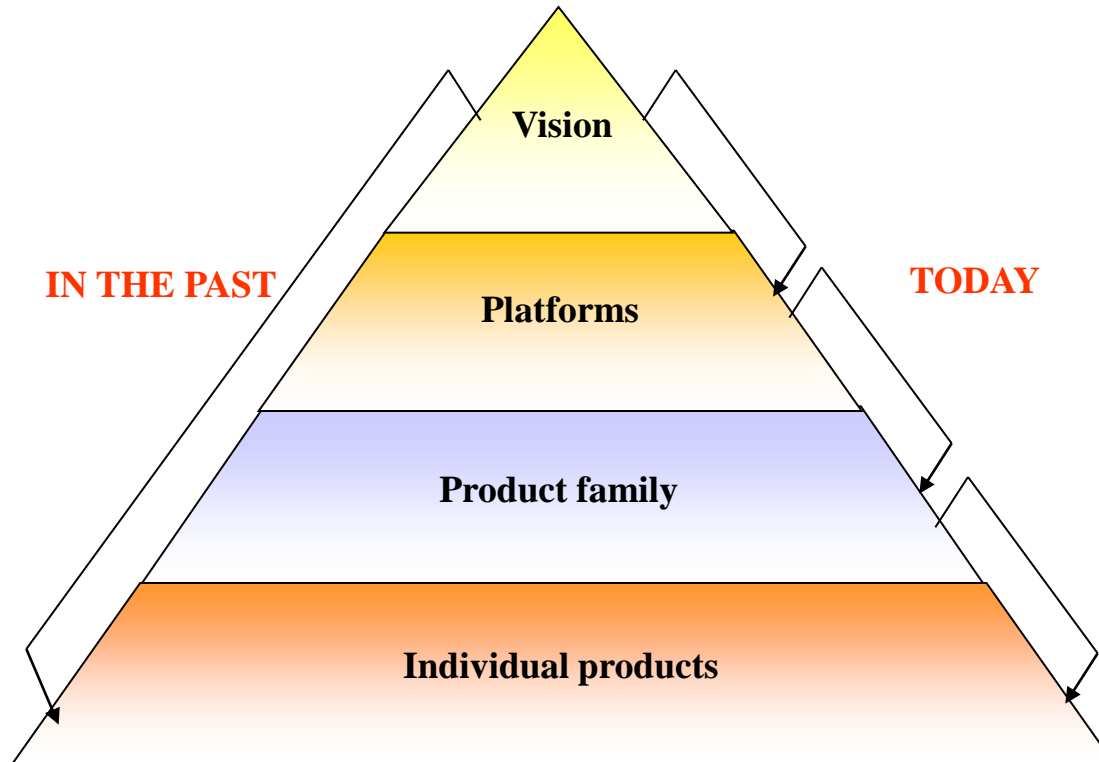 Vision
IN THE PAST
TODAY
Platforms
Product family
Individual products